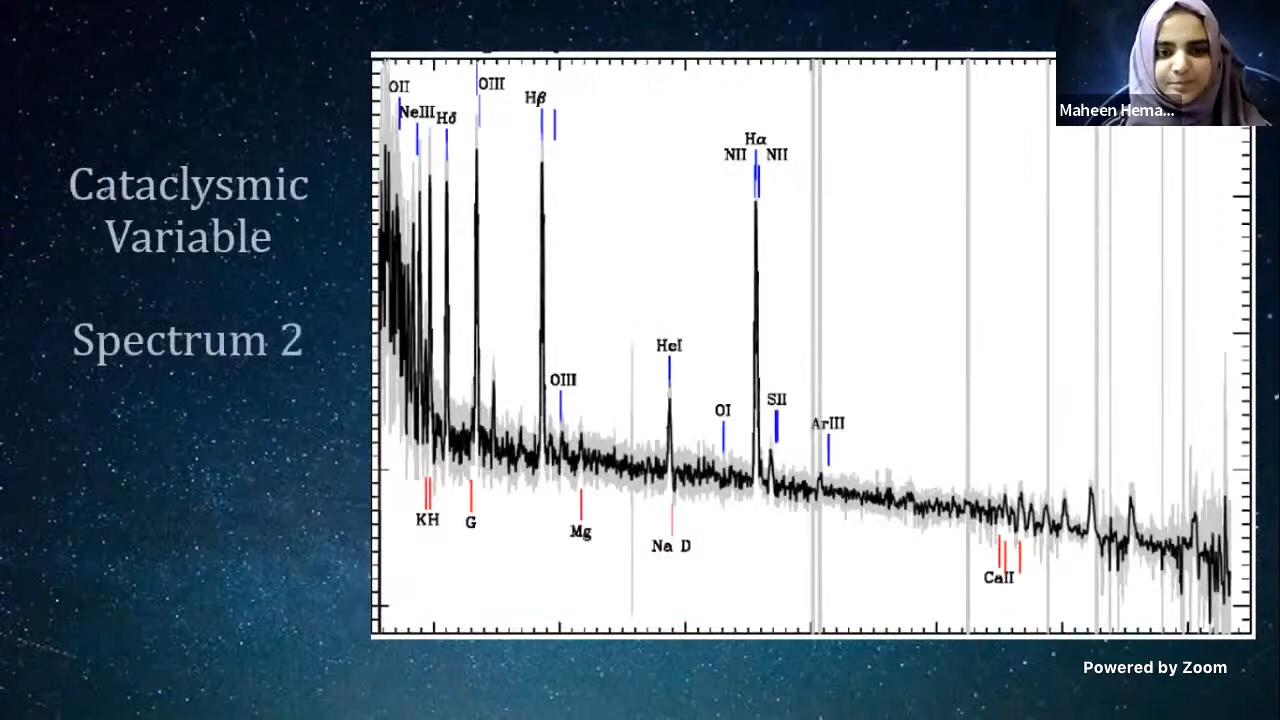 Cataclysmic
Variable
Spectrum 2
OII
NeIII
Hδ
OIII
Hβ
OIII
HeI
OI
NII
Hα
NII
SII
ArIII
KH
G
Mg
Na D
CaII
Maheen Hema...
Powered by Zoom